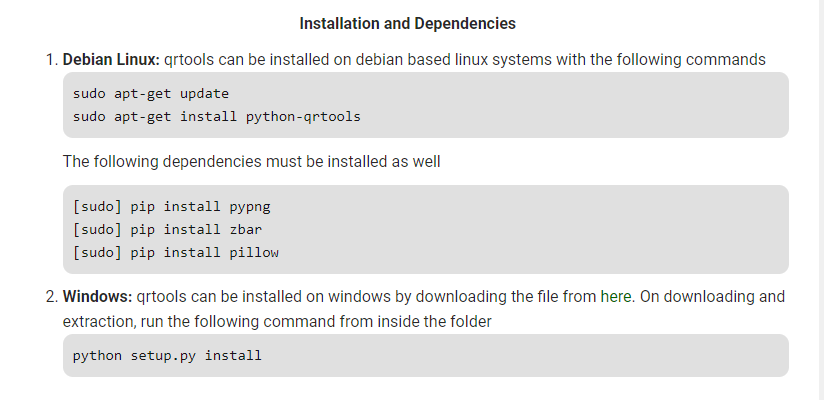 Installation and Dependencies
1. Debian Linux: qrtools can be installed on debian based linux systems with the following commands
sudo apt-get update
sudo apt-get install python-qrtools
The following dependencies must be installed as well
[sudo] pip install pypng
[sudo] pip install zbar
[sudo] pip install pillow
2. Windows: qrtools can be installed on windows by downloading the file from here. On downloading and
extraction, run the following command from inside the folder
python setup.py install